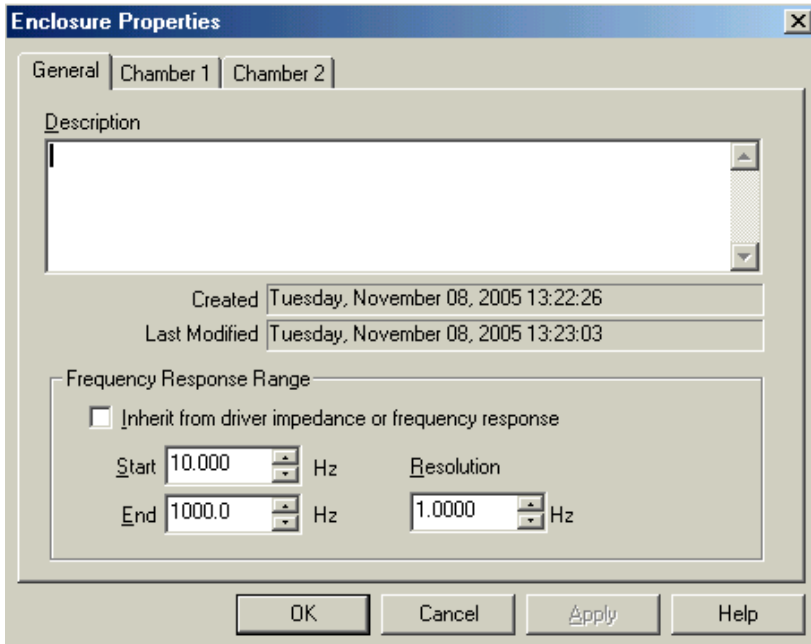 Enclosure Properties
General Chamber 1 Chamber 2
Description
Created Tuesday, November 08, 2005 13:22:26
Last Modified Tuesday, November 08, 2005 13:23:03
Frequency Response Range
Inherit from driver impedance or frequency response
Start 10.000 Hz Resolution
End 1000.0 Hz 1.0000 Hz
OK Cancel Apply Help